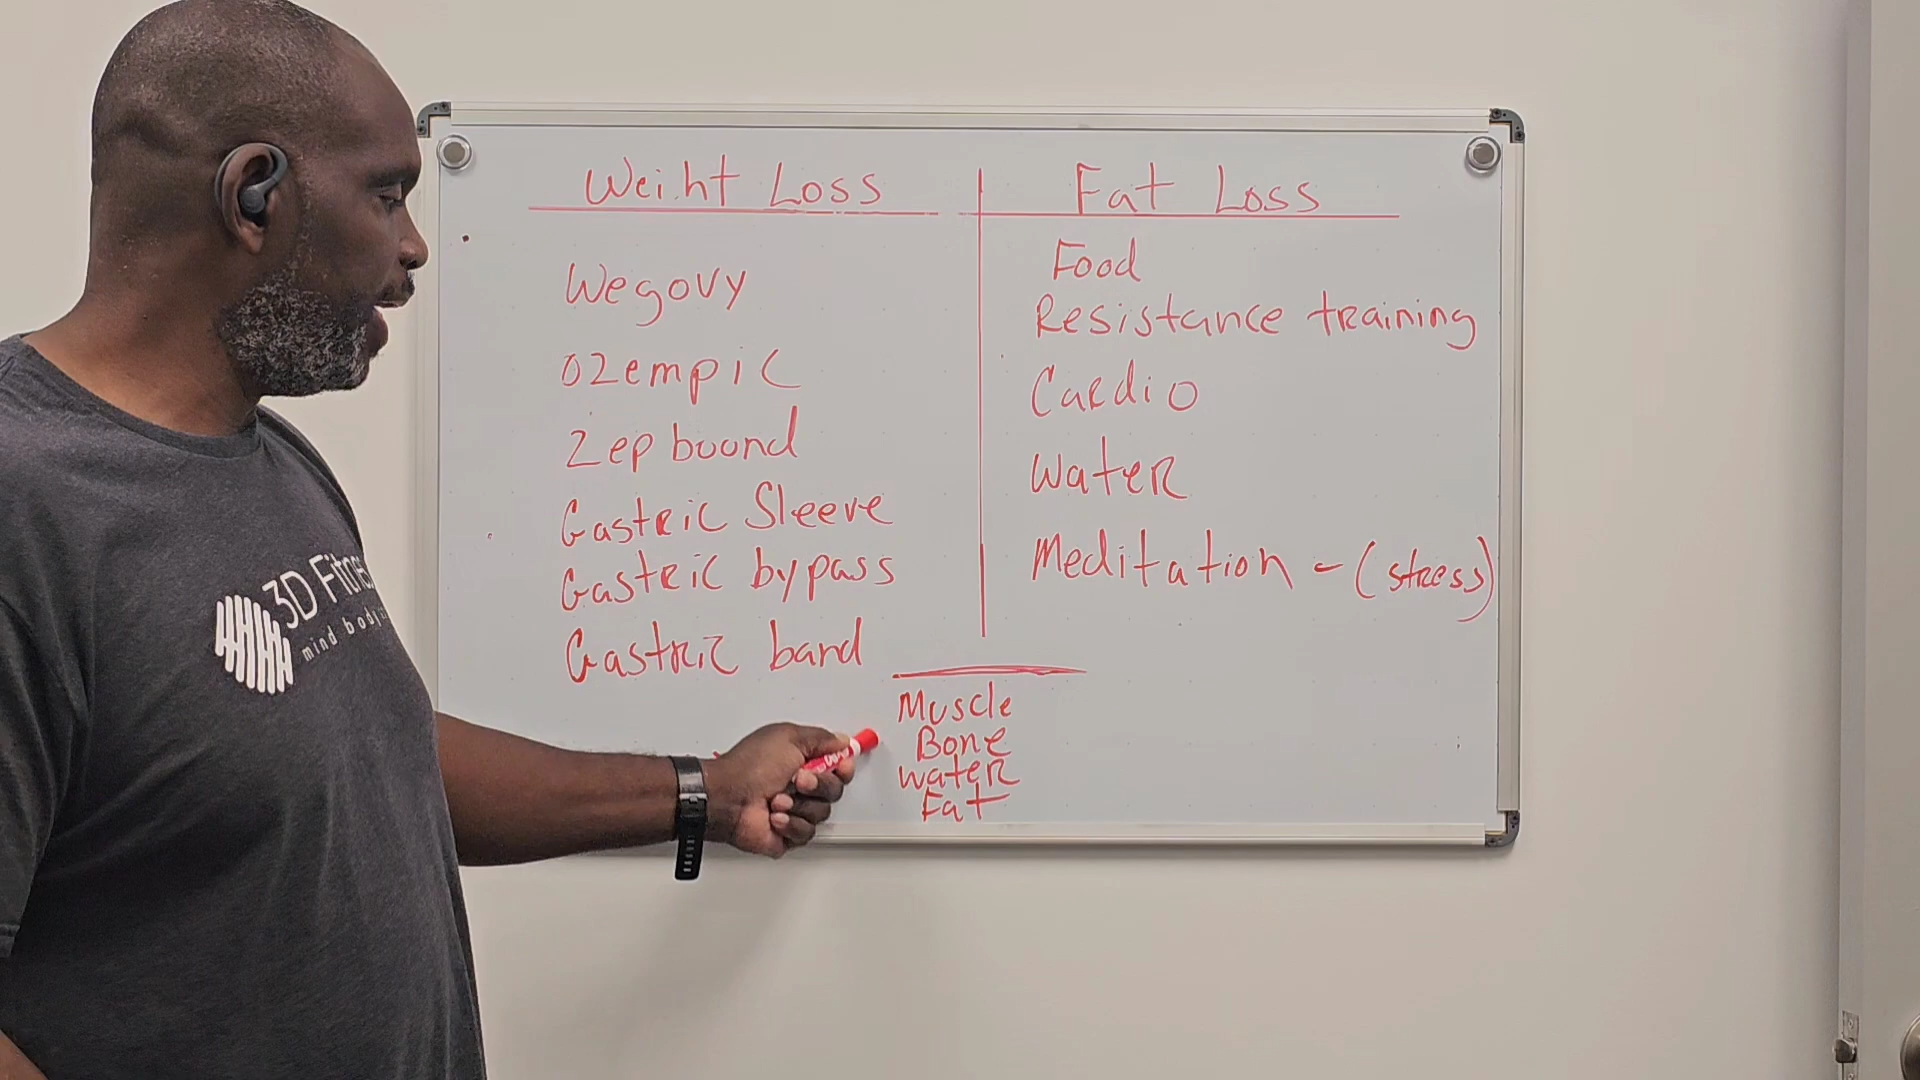 Weiht Loss
Wegovy
Ozempic
Zepbound
Gastric Sleeve
Gastric bypass
Gastric band
Fat Loss
Food
Resistance training
Cardio
Water
Meditation - (stress)
Muscle
Bone
Water
Fat
3D Fitness
mind body